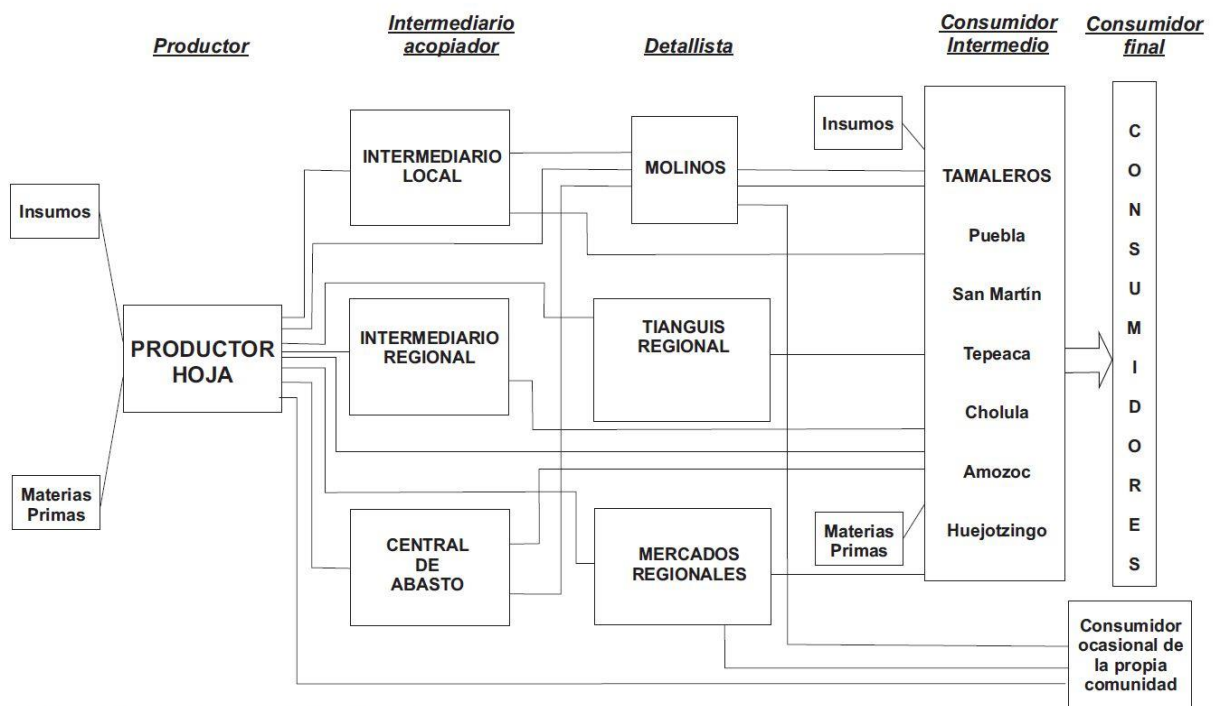 Productor
Intermediario
acopiador
Detallista
Consumidor
Intermedio
Consumidor
final
Insumos
Materias
Primas
PRODUCTOR
HOJA
INTERMEDIARIO
LOCAL
INTERMEDIARIO
REGIONAL
CENTRAL
DE
ABASTO
MOLINOS
TIANGUIS
REGIONAL
MERCADOS
REGIONALES
Insumos
Materias
Primas
TAMALEROS
Puebla
San Martín
Tepeaca
Cholula
Amozoc
Huejotzingo
CONSUMIDORES
Consumidor
ocasional de
la propia
comunidad